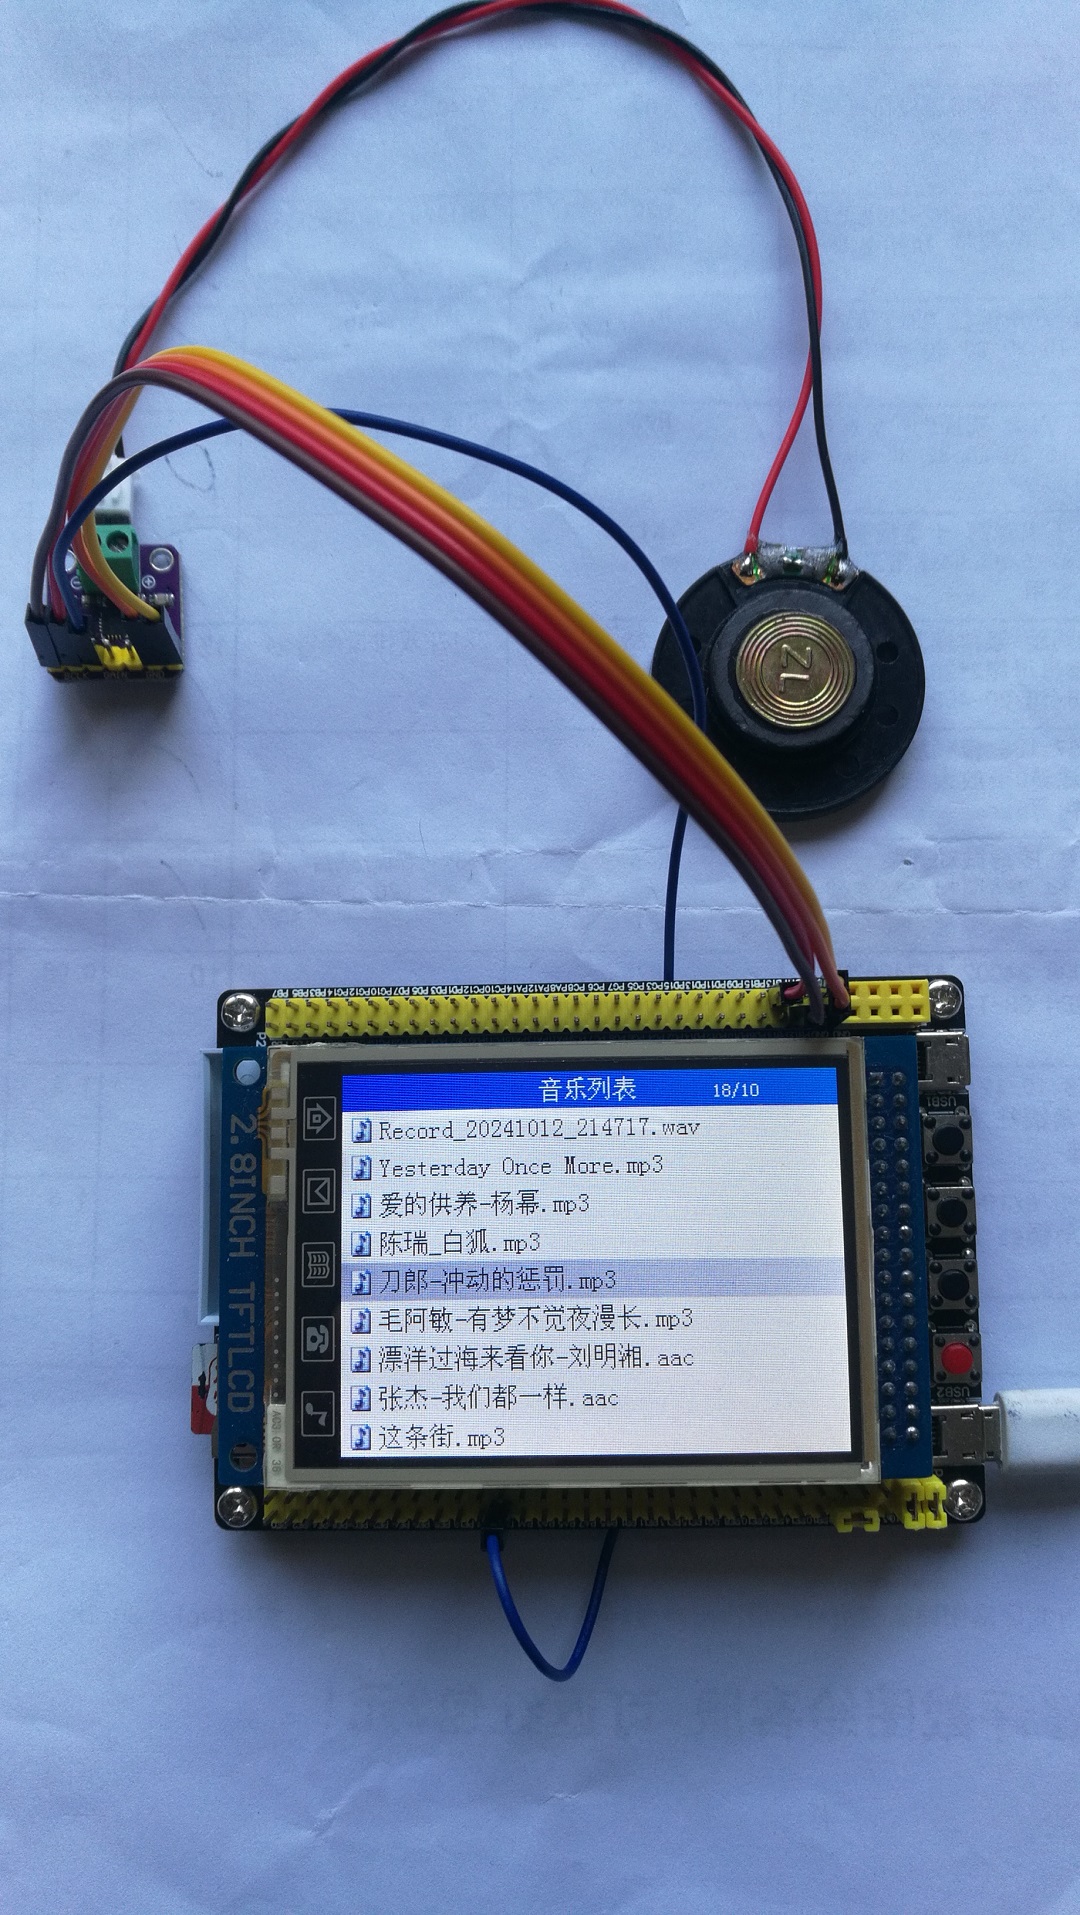 ZL
音乐列表 18/10
Record_20241012_214717.wav
Yesterday Once More.mp3
爱的供养-杨幂.mp3
陈瑞_白狐.mp3
刀郎-冲动的惩罚.mp3
毛阿敏-有梦不觉夜漫长.mp3
漂洋过海来看你-刘明湘.aac
张杰-我们都一样.aac
这条街.mp3
2.8INCH TFTLCD
USB1
USB2